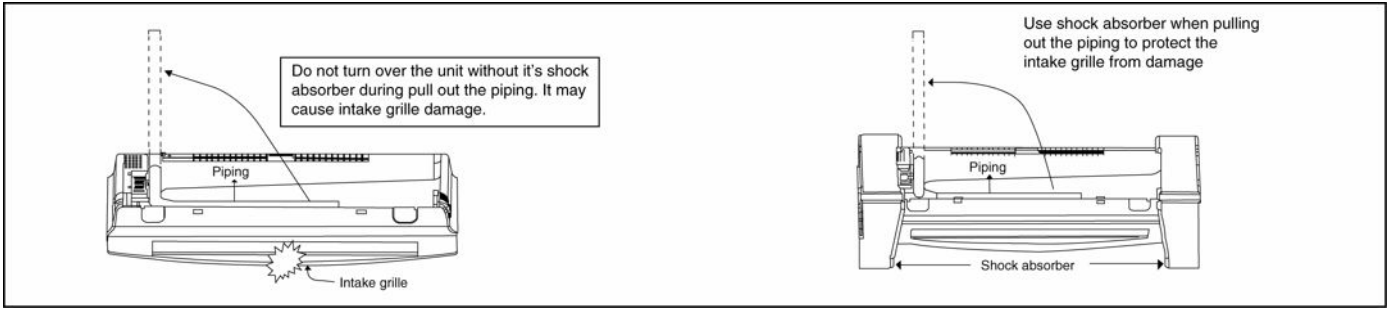 Do not turn over the unit without it's shock
absorber during pull out the piping. It may
cause intake grille damage.
Piping
Intake grille
Use shock absorber when pulling
out the piping to protect the
intake grille from damage
Piping
Shock absorber